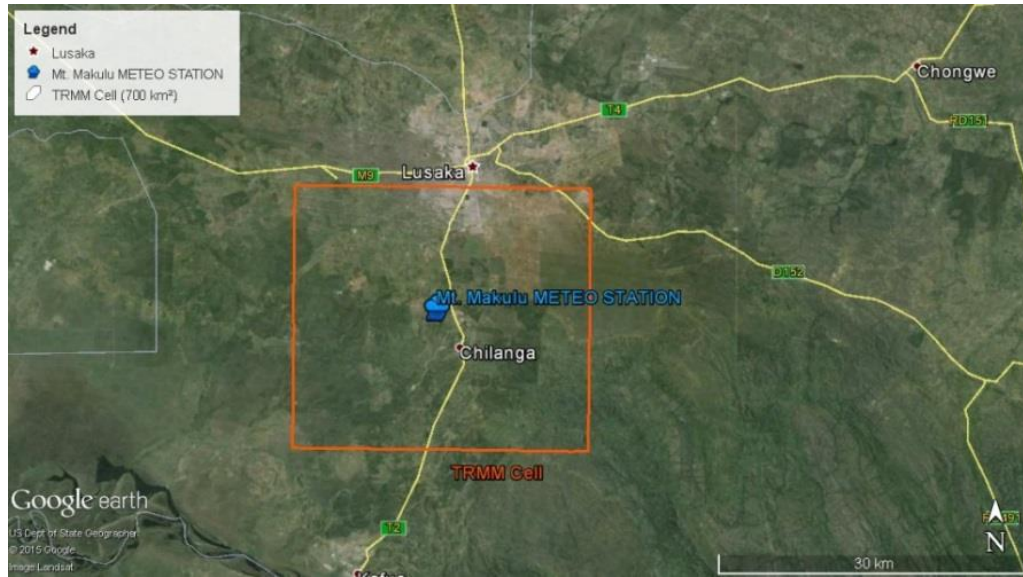 Legend
Lusaka
Mt. Makulu METEO STATION
TRMM Cell (700 km²)
Chongwe
T4
RD151
M9
Lusaka
D152
Mt. Makulu METEO STATION
Chilanga
TRMM Cell
Google earth
US Dept of State Geographer
© 2015 Google
Image Landsat
T2
N
30 km